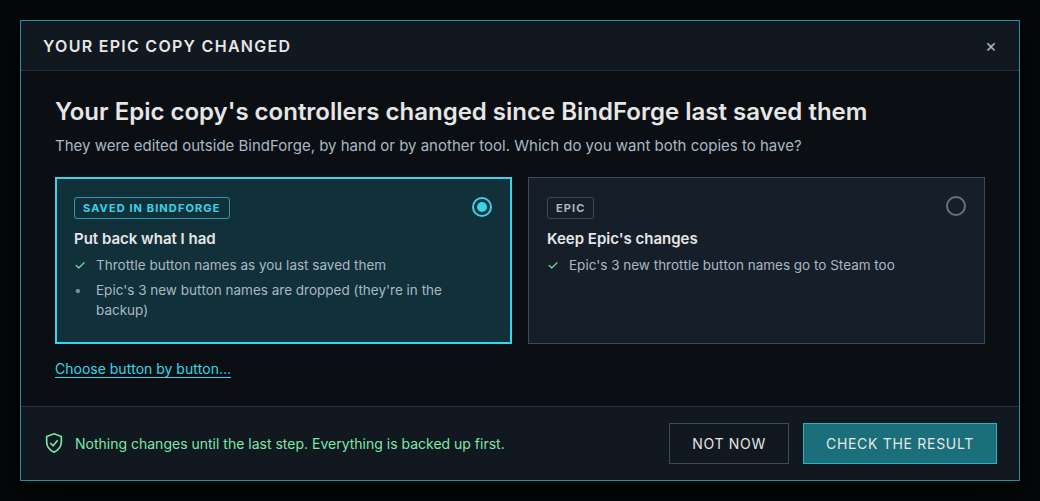 YOUR EPIC COPY CHANGED
×
Your Epic copy's controllers changed since BindForge last saved them
They were edited outside BindForge, by hand or by another tool. Which do you want both copies to have?
SAVED IN BINDFORGE
Put back what I had
Throttle button names as you last saved them
Epic's 3 new button names are dropped (they're in the
backup)
EPIC
Keep Epic's changes
Epic's 3 new throttle button names go to Steam too
Choose button by button...
Nothing changes until the last step. Everything is backed up first.
NOT NOW
CHECK THE RESULT